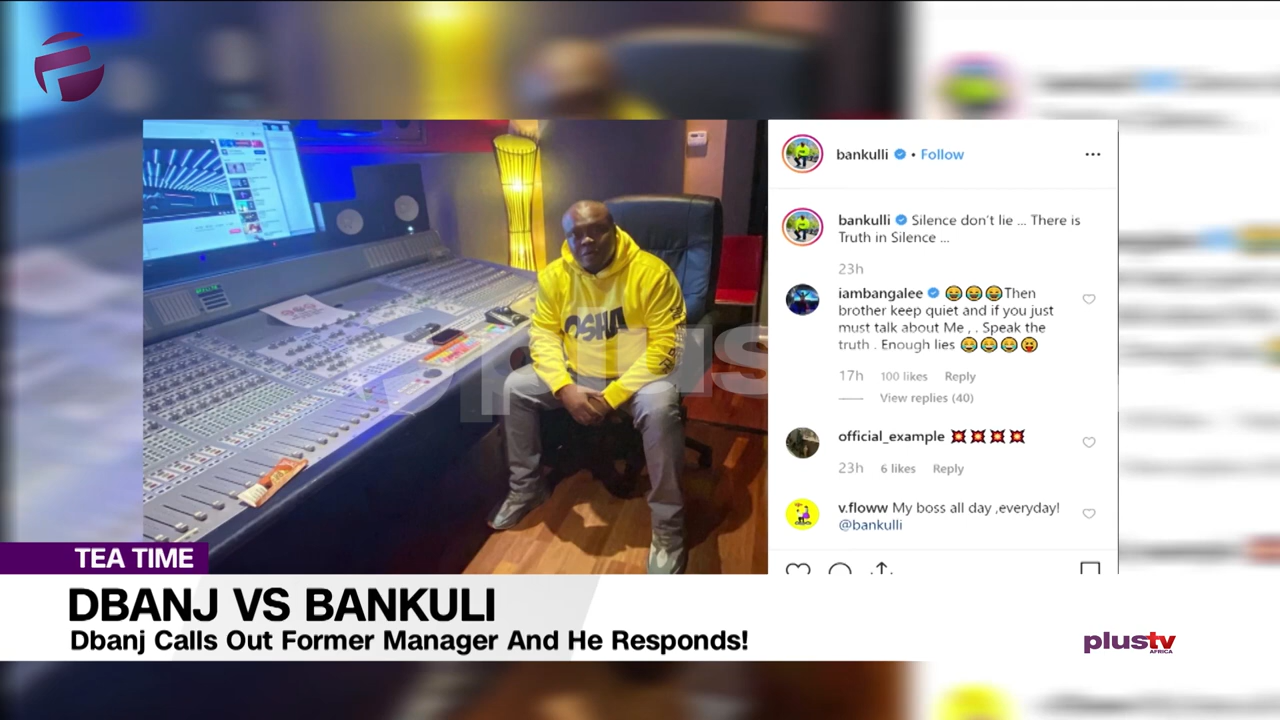 bankulli • Follow
bankulli Silence don't lie ... There is
Truth in Silence ...
23h
iambangalee 😂😂😂Then
brother keep quiet and if you just
must talk about Me , . Speak the
truth . Enough lies 😂😂😂😛
17h 100 likes Reply
View replies (40)
official_example 💥💥💥💥
23h 6 likes Reply
v.floww My boss all day ,everyday!
@bankulli
OSHA
plus
TEA TIME
DBANJ VS BANKULI
Dbanj Calls Out Former Manager And He Responds!
plustv
AFRICA